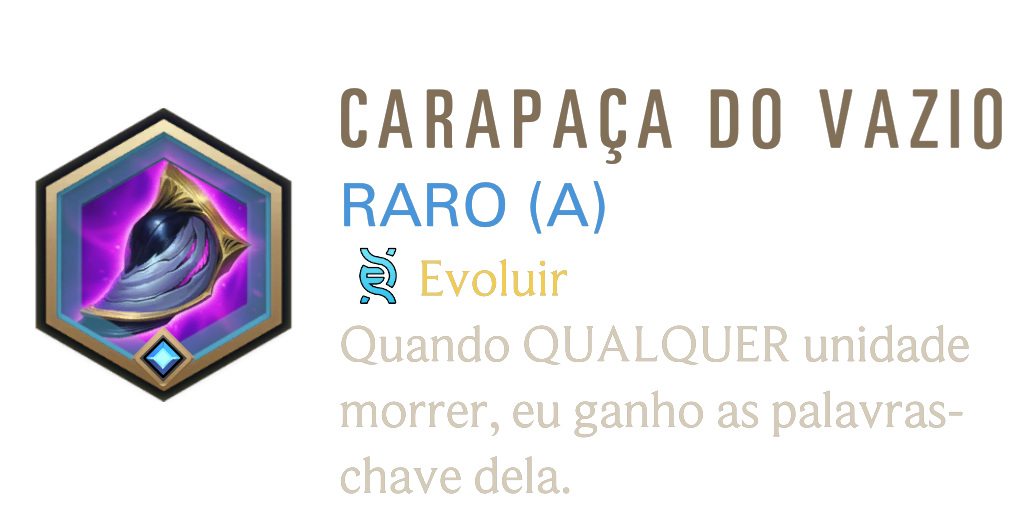 CARAPAÇA DO VAZIO
RARO (A)
Evoluir
Quando QUALQUER unidade
morrer, eu ganho as palavras-
chave dela.